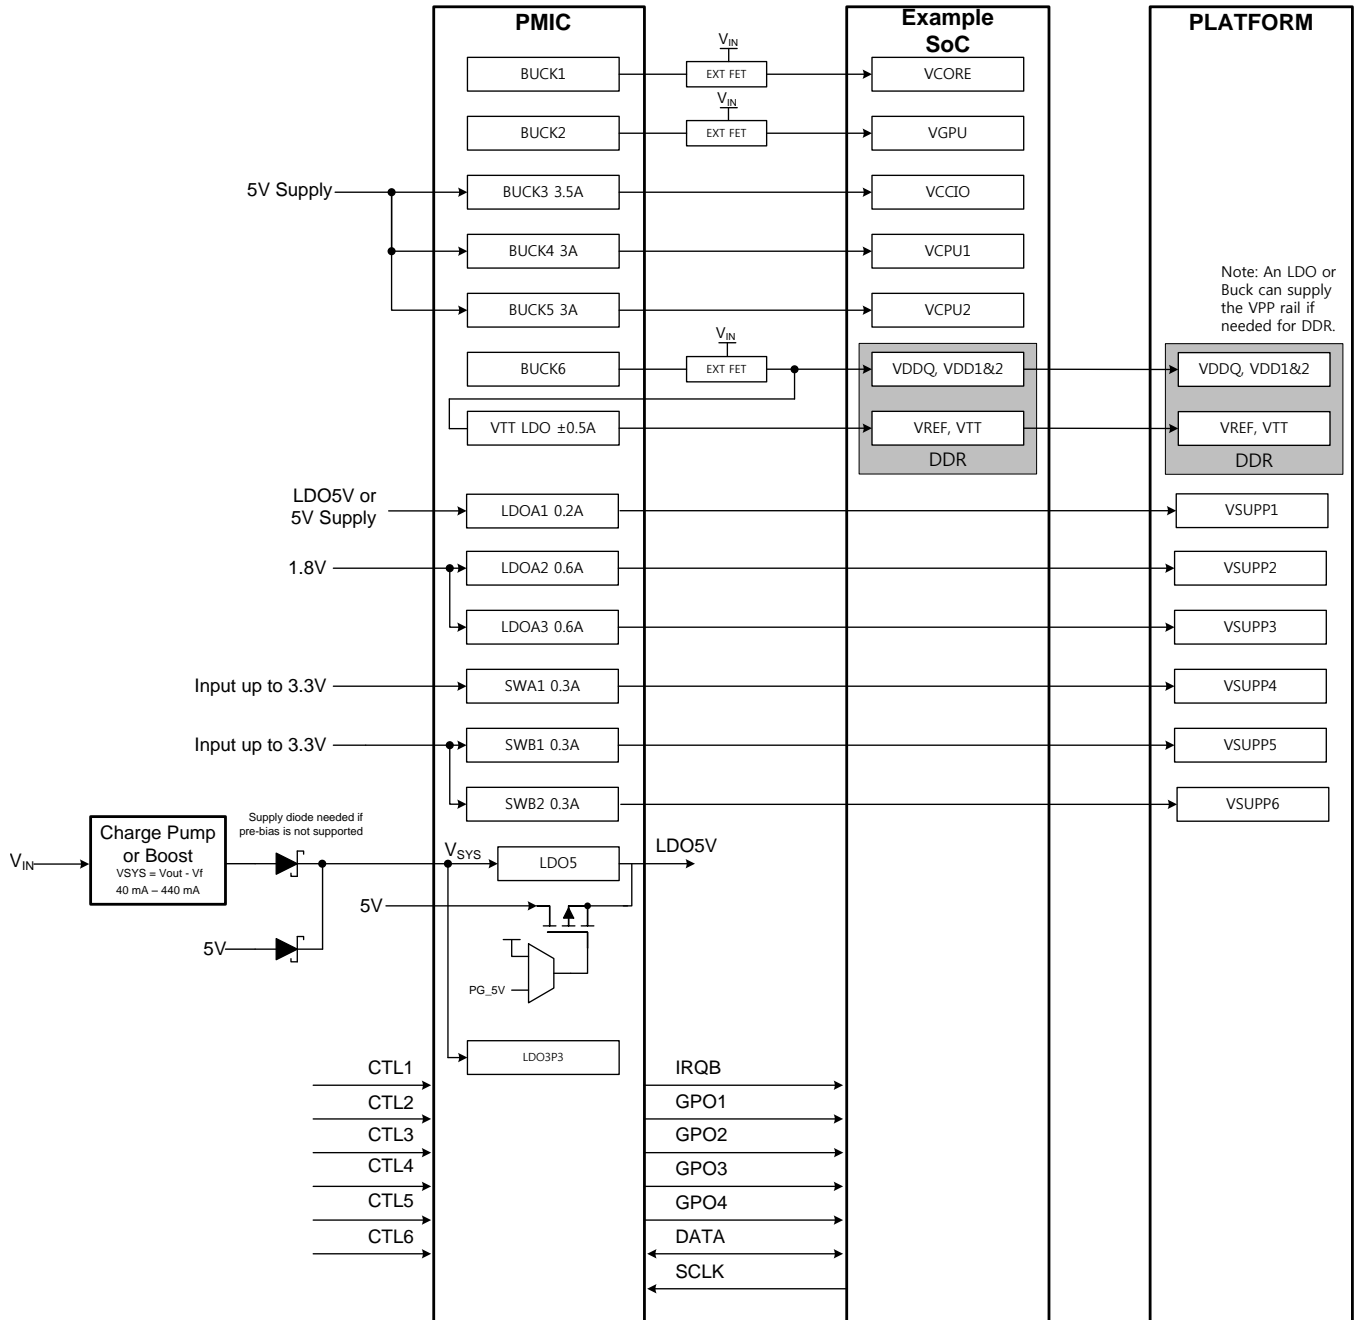 PMIC
Example
SoC
PLATFORM
VIN
BUCK1
EXT FET
VCORE
VIN
BUCK2
EXT FET
VGPU
5V Supply
BUCK3 3.5A
VCCIO
BUCK4 3A
VCPU1
Note: An LDO or
Buck can supply
the VPP rail if
needed for DDR.
BUCK5 3A
VCPU2
VIN
BUCK6
EXT FET
VDDQ, VDD1&2
VDDQ, VDD1&2
VTT LDO ±0.5A
VREF, VTT
VREF, VTT
DDR
DDR
LDO5V or
5V Supply
LDOA1 0.2A
VSUPP1
1.8V
LDOA2 0.6A
VSUPP2
LDOA3 0.6A
VSUPP3
Input up to 3.3V
SWA1 0.3A
VSUPP4
Input up to 3.3V
SWB1 0.3A
VSUPP5
SWB2 0.3A
VSUPP6
Supply diode needed if
pre-bias is not supported
VIN
Charge Pump
or Boost
VSYS = Vout - Vf
40 mA – 440 mA
VSYS
LDO5
LDO5V
5V
5V
PG_5V
LDO3P3
CTL1
IRQB
CTL2
GPO1
CTL3
GPO2
CTL4
GPO3
CTL5
GPO4
CTL6
DATA
SCLK